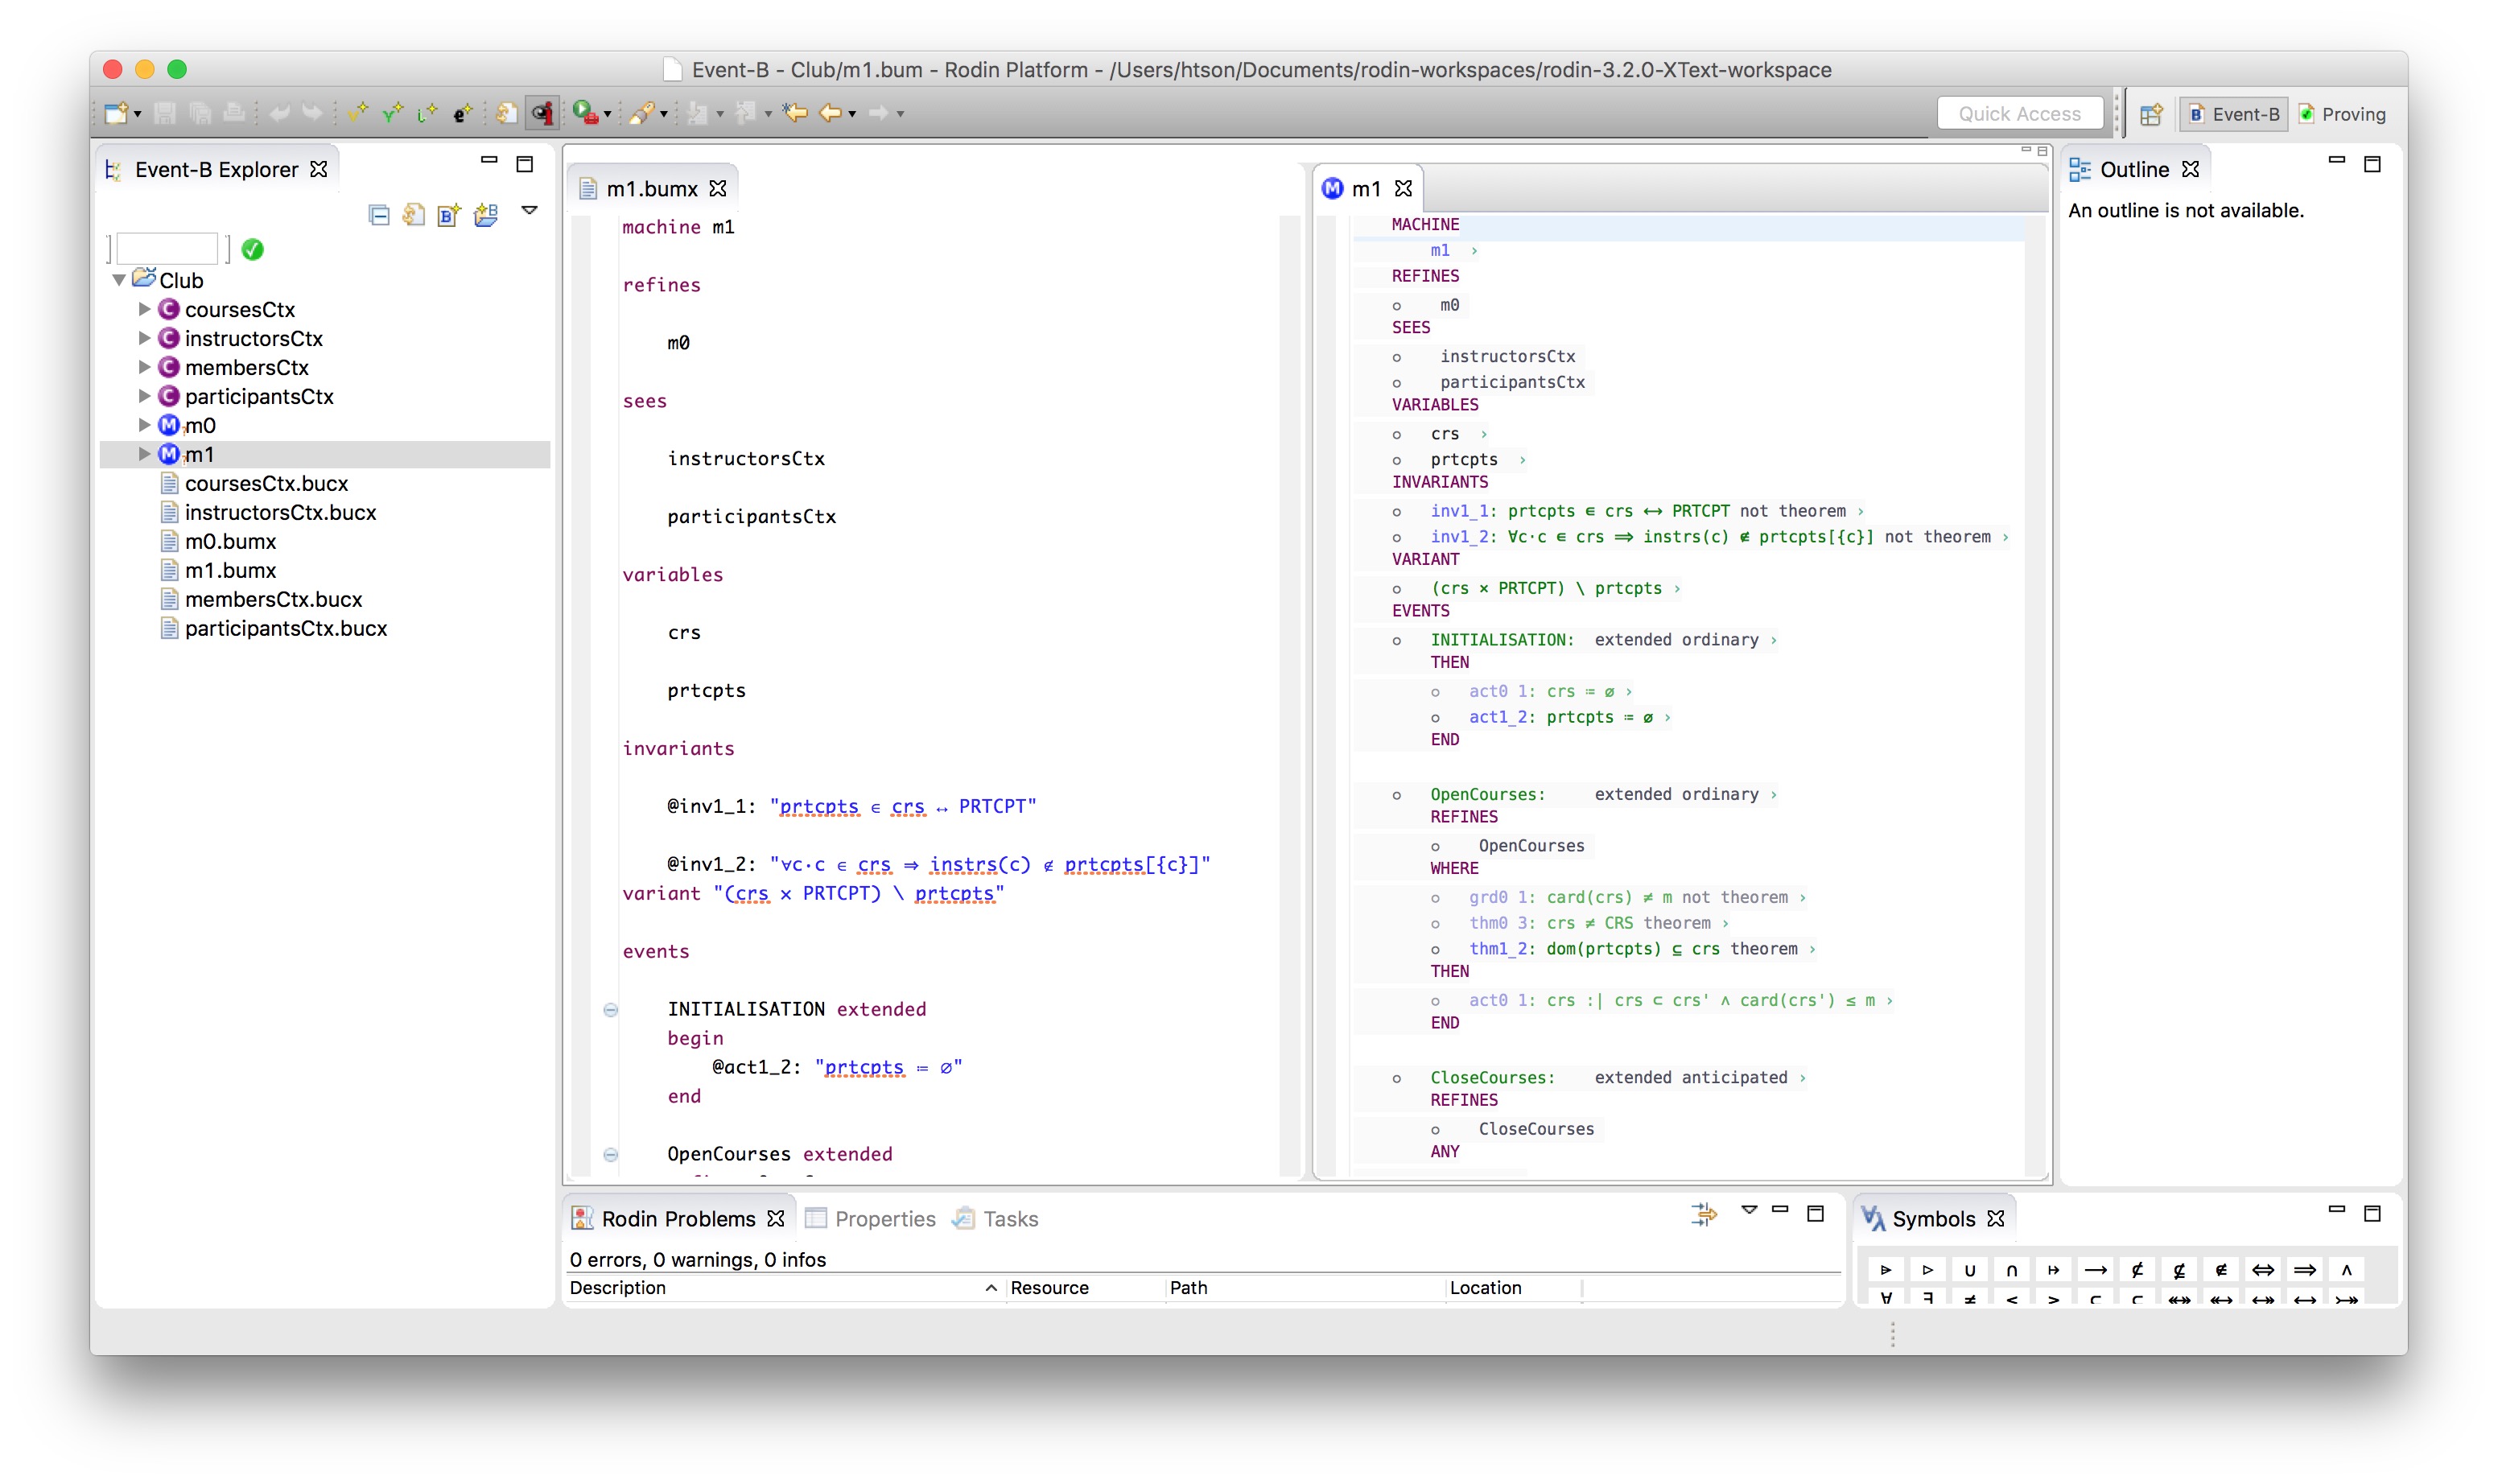 Event-B - Club/m1.bum - Rodin Platform - /Users/htson/Documents/rodin-workspaces/rodin-3.2.0-XText-workspace
Quick Access
Event-B
Proving
Event-B Explorer
Club
coursesCtx
instructorsCtx
membersCtx
participantsCtx
m0
m1
coursesCtx.bucx
instructorsCtx.bucx
m0.bumx
m1.bumx
membersCtx.bucx
participantsCtx.bucx
m1.bumx
machine m1
refines
m0
sees
instructorsCtx
participantsCtx
variables
crs
prtcpts
invariants
@inv1_1: "prtcpts ∈ crs ↔ PRTCPT"
@inv1_2: "∀c·c ∈ crs ⇒ instrs(c) ∉ prtcpts[{c}]"
variant "(crs × PRTCPT) \ prtcpts"
events
INITIALISATION extended
begin
@act1_2: "prtcpts ≔ ∅"
end
OpenCourses extended
m1
MACHINE
m1 ›
REFINES
m0
SEES
instructorsCtx
participantsCtx
VARIABLES
crs ›
prtcpts ›
INVARIANTS
inv1_1: prtcpts ∈ crs ↔ PRTCPT not theorem ›
inv1_2: ∀c·c ∈ crs ⇒ instrs(c) ∉ prtcpts[{c}] not theorem ›
VARIANT
(crs × PRTCPT) \ prtcpts ›
EVENTS
INITIALISATION: extended ordinary ›
THEN
act0 1: crs ≔ ∅ ›
act1_2: prtcpts ≔ ∅ ›
END
OpenCourses: extended ordinary ›
REFINES
OpenCourses
WHERE
grd0 1: card(crs) ≠ m not theorem ›
thm0 3: crs ≠ CRS theorem ›
thm1_2: dom(prtcpts) ⊆ crs theorem ›
THEN
act0 1: crs :∣ crs ⊂ crs' ∧ card(crs') ≤ m ›
END
CloseCourses: extended anticipated ›
REFINES
CloseCourses
ANY
Outline
An outline is not available.
Rodin Problems
Properties
Tasks
0 errors, 0 warnings, 0 infos
Description Resource Path Location
Symbols
⩥ ▷ ∪ ∩ ↦ → ⊄ ⊈ ∉ ⇔ ⇒ ∧